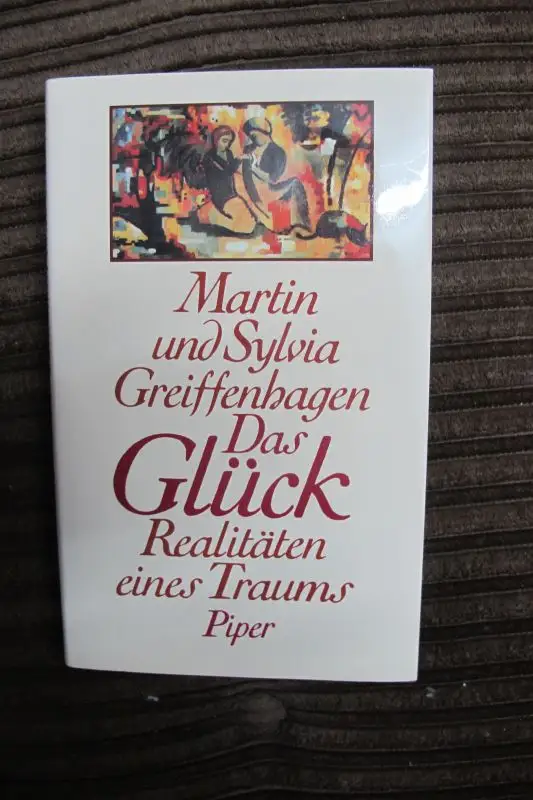 Martin
und Sylvia
Greiffenhagen
Das
Glück
Realitäten
eines Traums
Piper